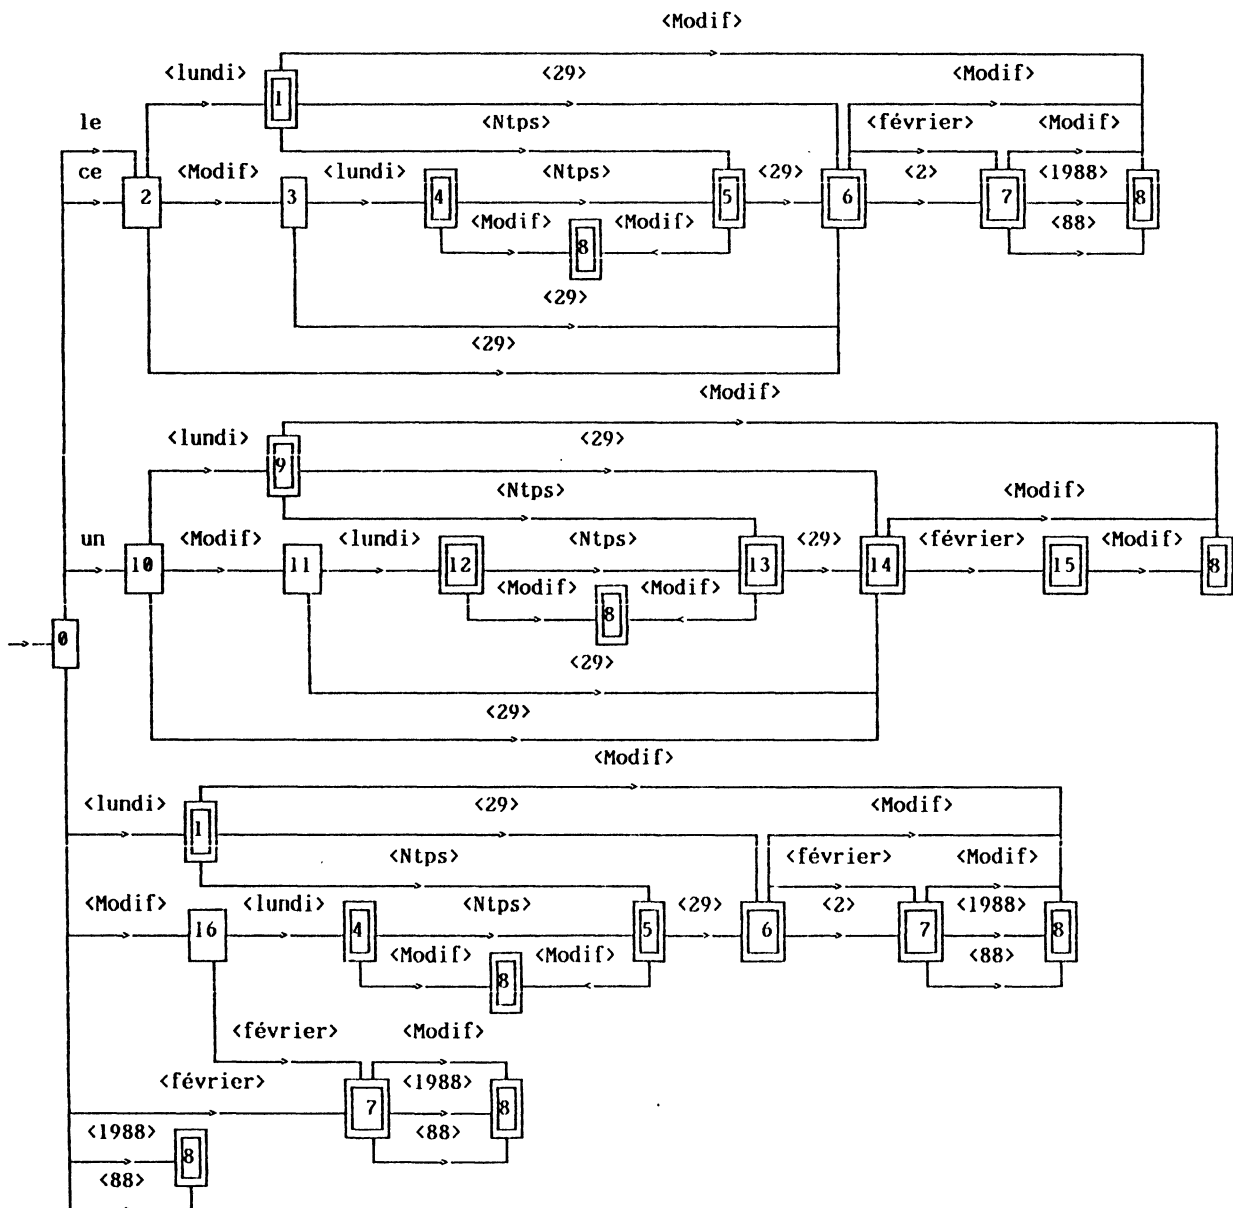 <Modif>
<lundi> 1 <29> <Modif>
le <Ntps> <février> <Modif>
ce 2 <Modif> 3 <lundi> 4 <Ntps> 5 <29> 6 <2> 7 <1988> 8
<Modif> 8 <Modif> <88>
<29>
<29>
<Modif>
<lundi> 9 <29>
<Ntps> <Modif>
un 10 <Modif> 11 <lundi> 12 <Ntps> 13 <29> 14 <février> 15 <Modif> 8
<Modif> 8 <Modif>
0
<29>
<29>
<Modif>
<lundi> 1 <29> <Modif>
<Ntps> <février> <Modif>
<Modif> 16 <lundi> 4 <Ntps> 5 <29> 6 <2> 7 <1988> 8
<Modif> 8 <Modif> <88>
<février> <Modif>
<février> 7 <1988> 8
<1988> 8 <88>
<88>